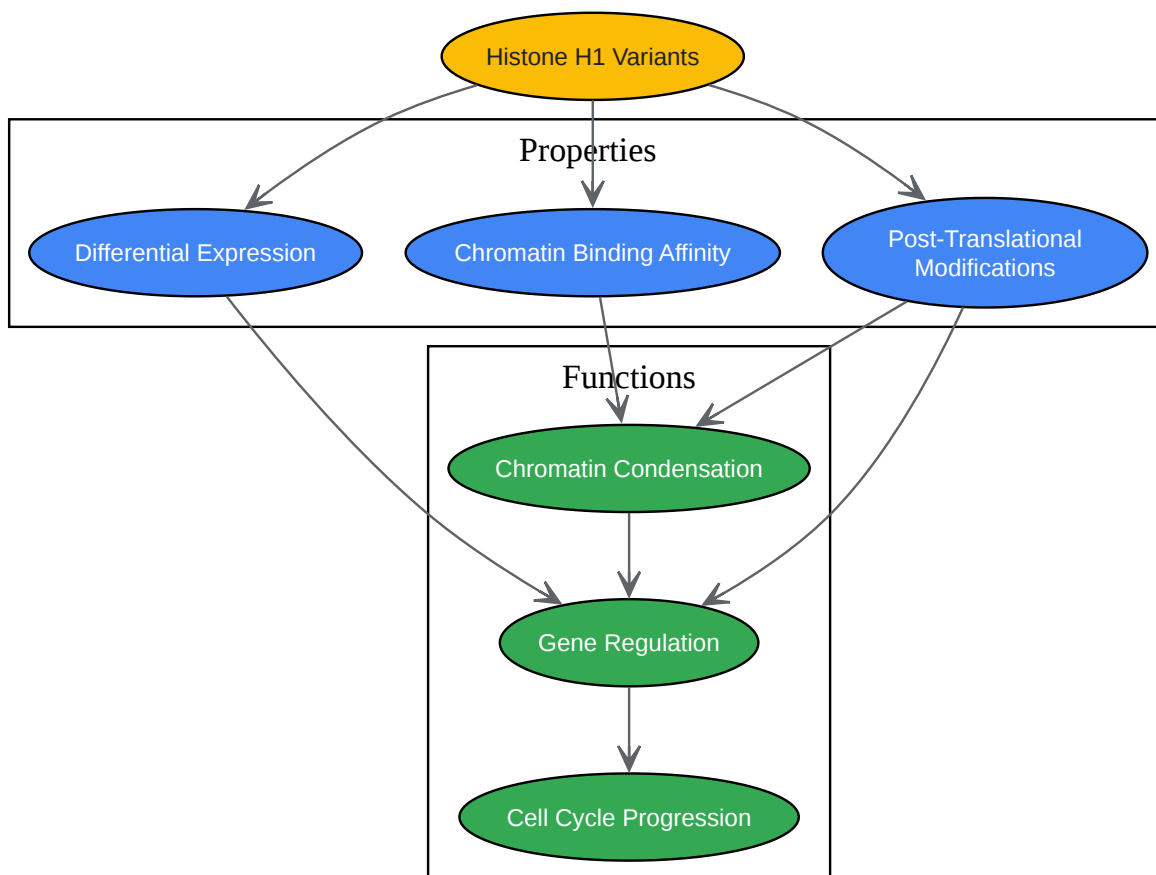 Histone H1 Variants
Properties
Differential Expression
Chromatin Binding Affinity
Post-Translational
Modifications
Functions
Chromatin Condensation
Gene Regulation
Cell Cycle Progression